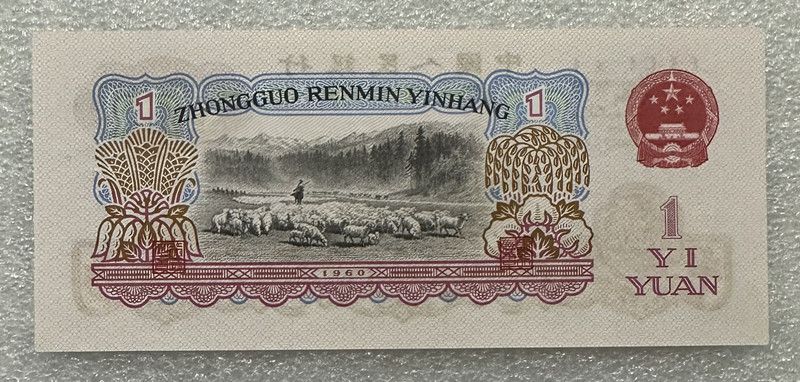 1
ZHONGGUO RENMIN YINHANG
1
1960
1
YI
YUAN